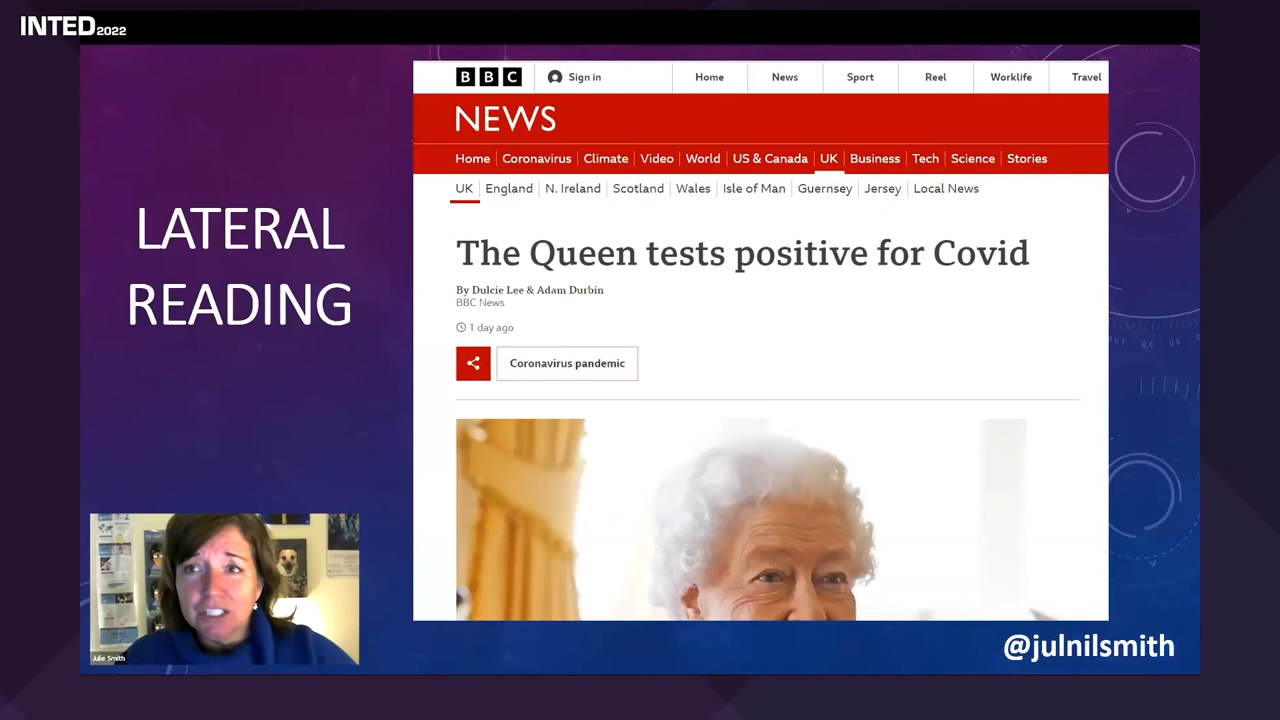 INTED2022
LATERAL
READING
BBC
Sign in
Home
News
Sport
Reel
Worklife
Travel
NEWS
Home Coronavirus Climate Video World US & Canada UK Business Tech Science Stories
UK England N. Ireland Scotland Wales Isle of Man Guernsey Jersey Local News
The Queen tests positive for Covid
By Dulcie Lee & Adam Durbin
BBC News
1 day ago
Coronavirus pandemic
Julie Smith
@julnilsmith